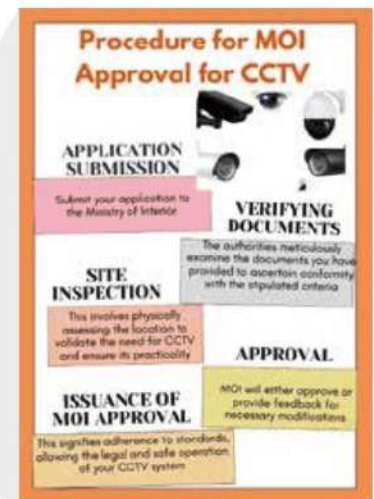 Procedure for MOI
Approval for CCTV
APPLICATION
SUBMISSION
Submit your application to
the Ministry of Interior
VERIFYING
DOCUMENTS
The authorities meticulously
examine the documents you have
provided to ascertain conformity
with the stipulated criteria
SITE
INSPECTION
This involves physically
assessing the location to
validate the need for CCTV
and ensure its practicality
APPROVAL
MOI will either approve or
provide feedback for
necessary modifications
ISSUANCE OF
MOI APPROVAL
This signifies adherence to standards,
allowing the legal and safe operation
of your CCTV system